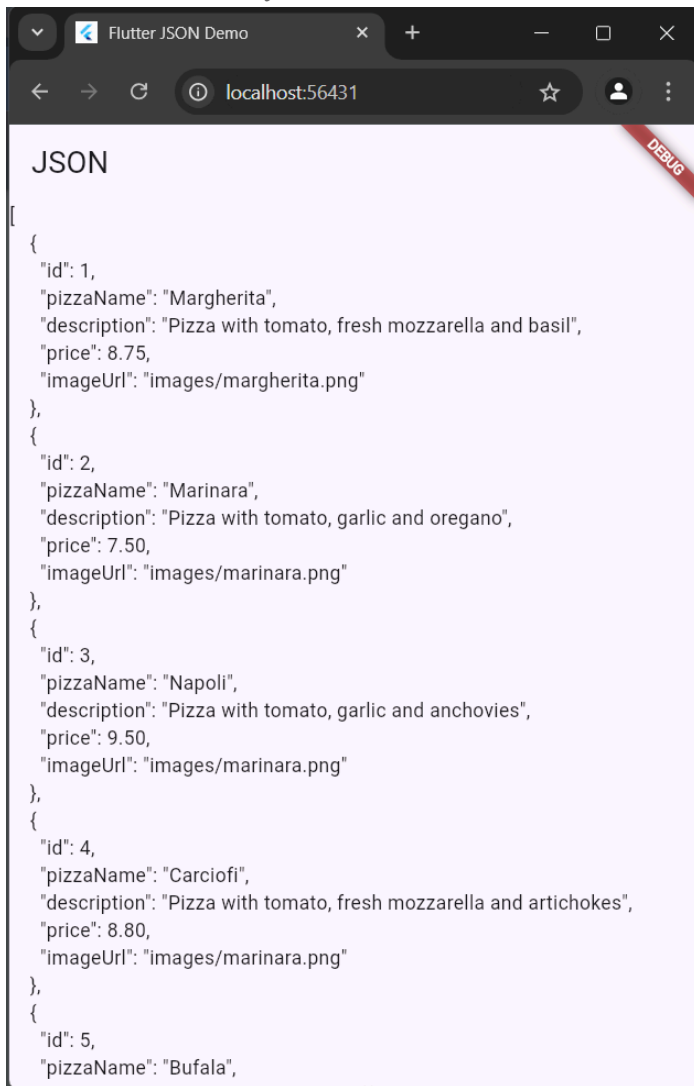 Flutter JSON Demo
localhost:56431
DEBUG
JSON
[
{
"id": 1,
"pizzaName": "Margherita",
"description": "Pizza with tomato, fresh mozzarella and basil",
"price": 8.75,
"imageUrl": "images/margherita.png"
},
{
"id": 2,
"pizzaName": "Marinara",
"description": "Pizza with tomato, garlic and oregano",
"price": 7.50,
"imageUrl": "images/marinara.png"
},
{
"id": 3,
"pizzaName": "Napoli",
"description": "Pizza with tomato, garlic and anchovies",
"price": 9.50,
"imageUrl": "images/marinara.png"
},
{
"id": 4,
"pizzaName": "Carciofi",
"description": "Pizza with tomato, fresh mozzarella and artichokes",
"price": 8.80,
"imageUrl": "images/marinara.png"
},
{
"id": 5,
"pizzaName": "Bufala",